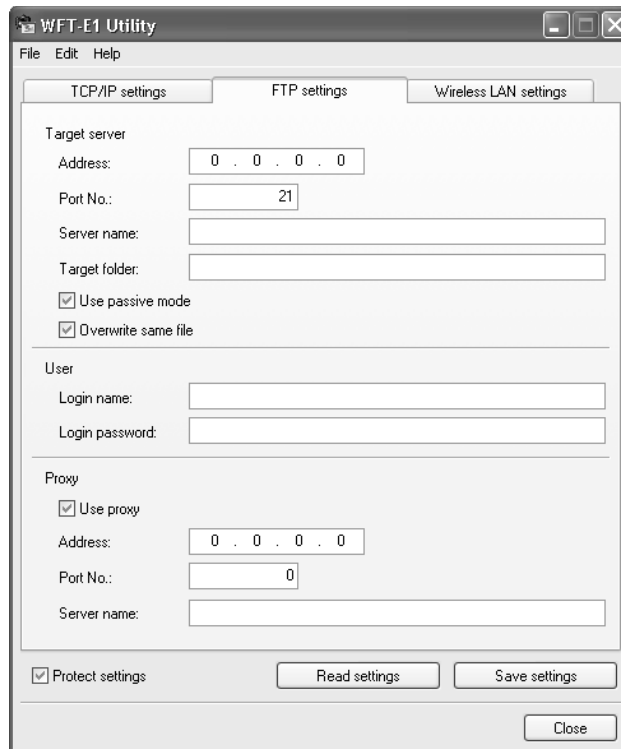 WFT-E1 Utility
File Edit Help
TCP/IP settings FTP settings Wireless LAN settings
Target server
Address: 0 . 0 . 0 . 0
Port No.: 21
Server name:
Target folder:
Use passive mode
Overwrite same file
User
Login name:
Login password:
Proxy
Use proxy
Address: 0 . 0 . 0 . 0
Port No.: 0
Server name:
Protect settings Read settings Save settings
Close